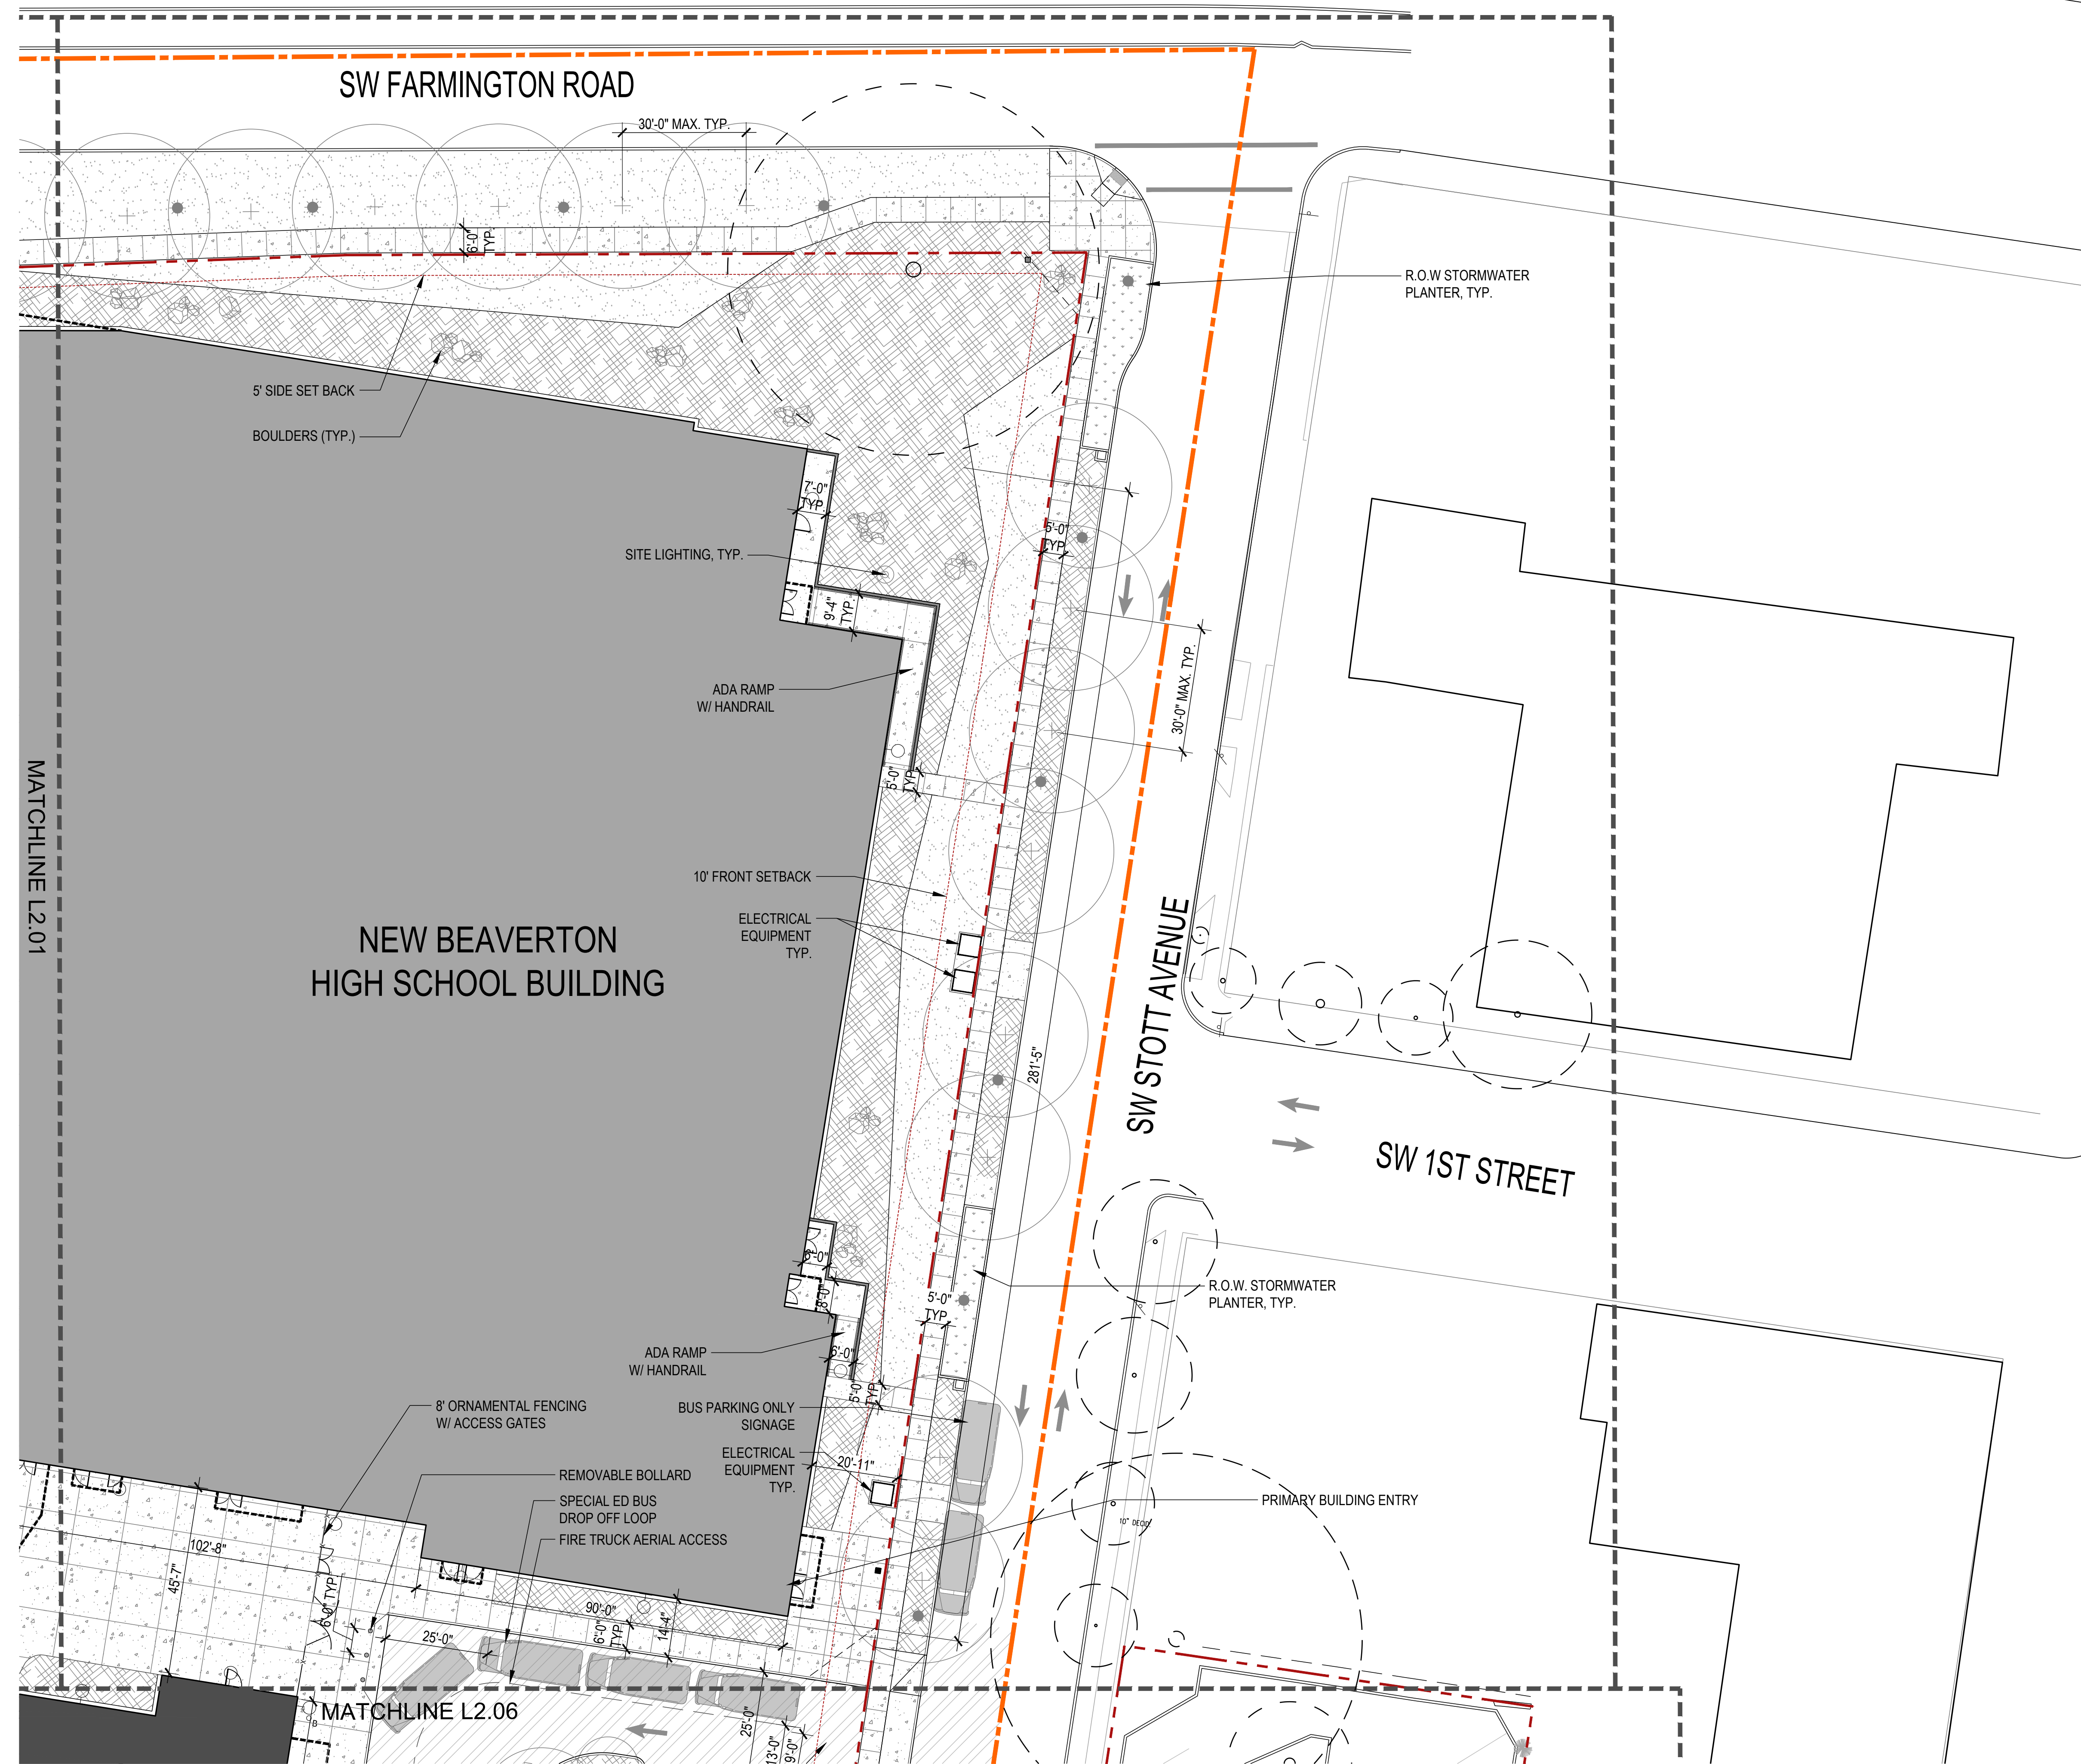 SW FARMINGTON ROAD
30'-0" MAX. TYP.
6'-0"
TYP.
R.O.W STORMWATER
PLANTER, TYP.
5' SIDE SET BACK
BOULDERS (TYP.)
7'-0"
TYP.
5'-0"
TYP.
SITE LIGHTING, TYP.
9'-4"
TYP.
30'-0" MAX. TYP.
ADA RAMP
W/ HANDRAIL
5'-0"
TYP.
MATCHLINE L2.01
10' FRONT SETBACK
ELECTRICAL
EQUIPMENT
TYP.
NEW BEAVERTON
HIGH SCHOOL BUILDING
SW STOTT AVENUE
281'-5"
SW 1ST STREET
8'-0"
8'-0"
R.O.W. STORMWATER
PLANTER, TYP.
5'-0"
TYP.
ADA RAMP
W/ HANDRAIL
6'-0"
5'-0"
TYP.
8' ORNAMENTAL FENCING
W/ ACCESS GATES
BUS PARKING ONLY
SIGNAGE
ELECTRICAL
EQUIPMENT
TYP.
20'-11"
REMOVABLE BOLLARD
SPECIAL ED BUS
DROP OFF LOOP
FIRE TRUCK AERIAL ACCESS
PRIMARY BUILDING ENTRY
10" DECID.
102'-8"
45'-7"
6'-0" TYP.
90'-0"
6'-0"
TYP.
14'-4"
25'-0"
MATCHLINE L2.06
B
25'-0"
13'-0"
9'-0"